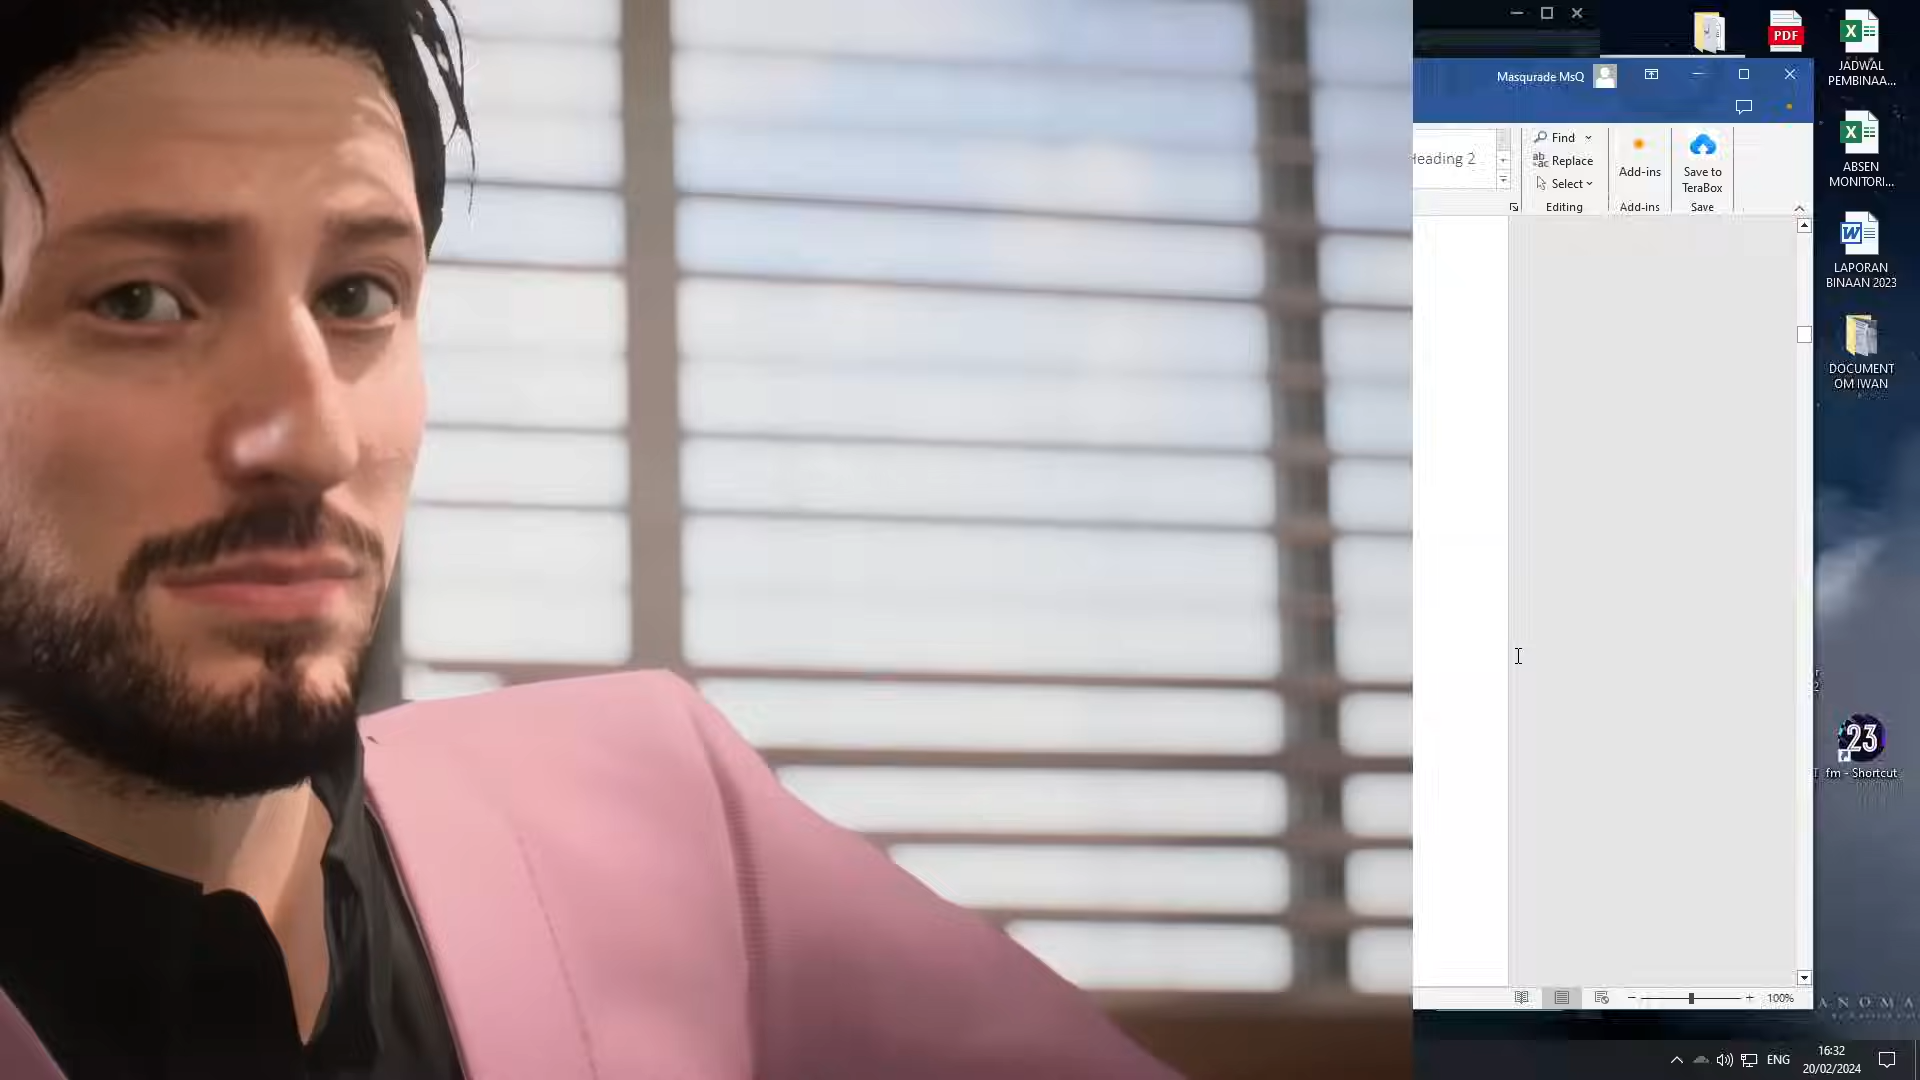 Masqurade MsQ
Heading 2
Find
Replace
Select
Editing
Add-ins
Add-ins
Save to
TeraBox
Save
PDF
JADWAL
PEMBINAA...
ABSEN
MONITORI...
LAPORAN
BINAAN 2023
DOCUMENT
OM IWAN
23
fm - Shortcut
100%
ANOMA
ENG
16:32
20/02/2024